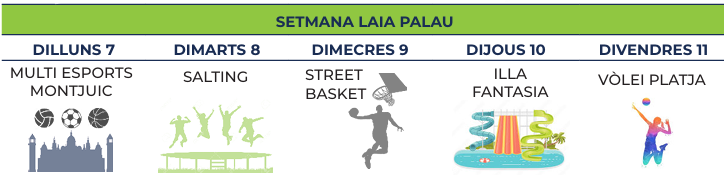 SETMANA LAIA PALAU
DILLUNS 7
DIMARTS 8
DIMECRES 9
DIJOUS 10
DIVENDRES 11
MULTI ESPORTS
MONTJUIC
SALTING
STREET
BASKET
ILLA
FANTASIA
VÒLEI PLATJA